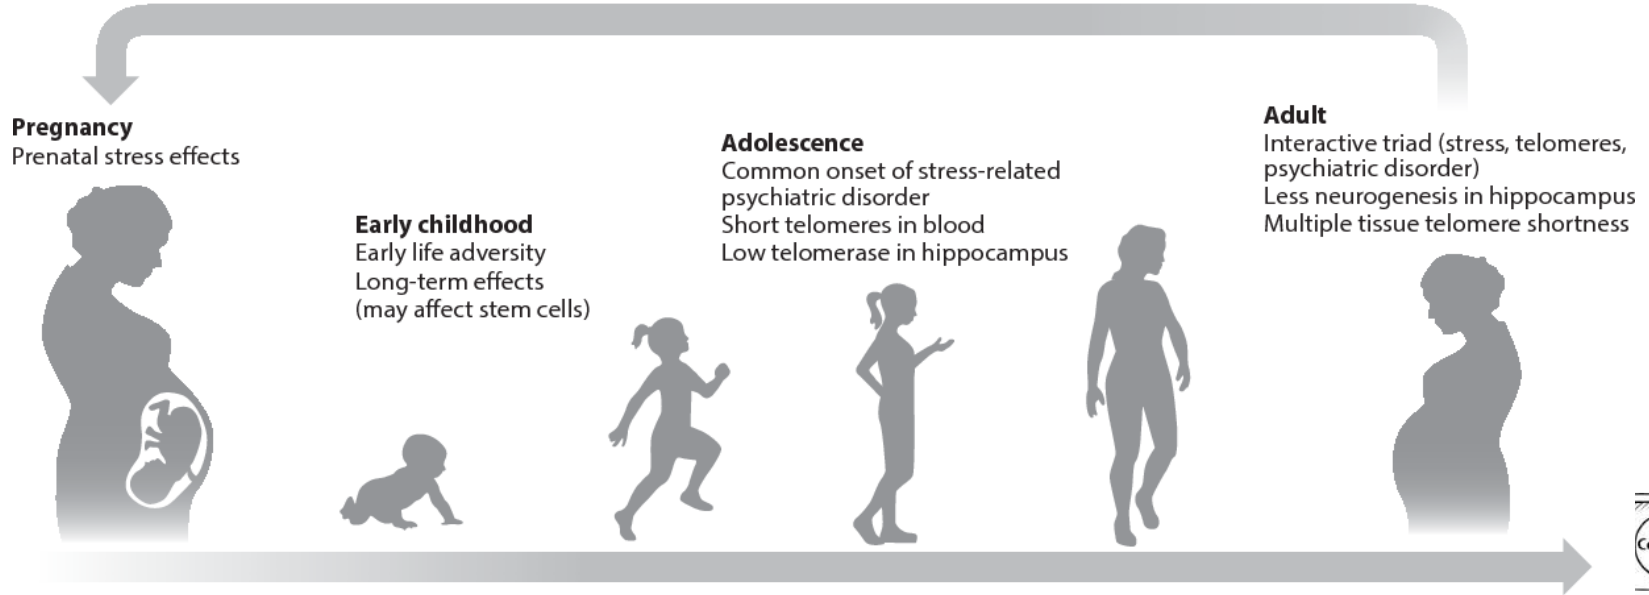 Pregnancy
Prenatal stress effects
Early childhood
Early life adversity
Long-term effects
(may affect stem cells)
Adolescence
Common onset of stress-related
psychiatric disorder
Short telomeres in blood
Low telomerase in hippocampus
Adult
Interactive triad (stress, telomeres,
psychiatric disorder)
Less neurogenesis in hippocampus
Multiple tissue telomere shortness